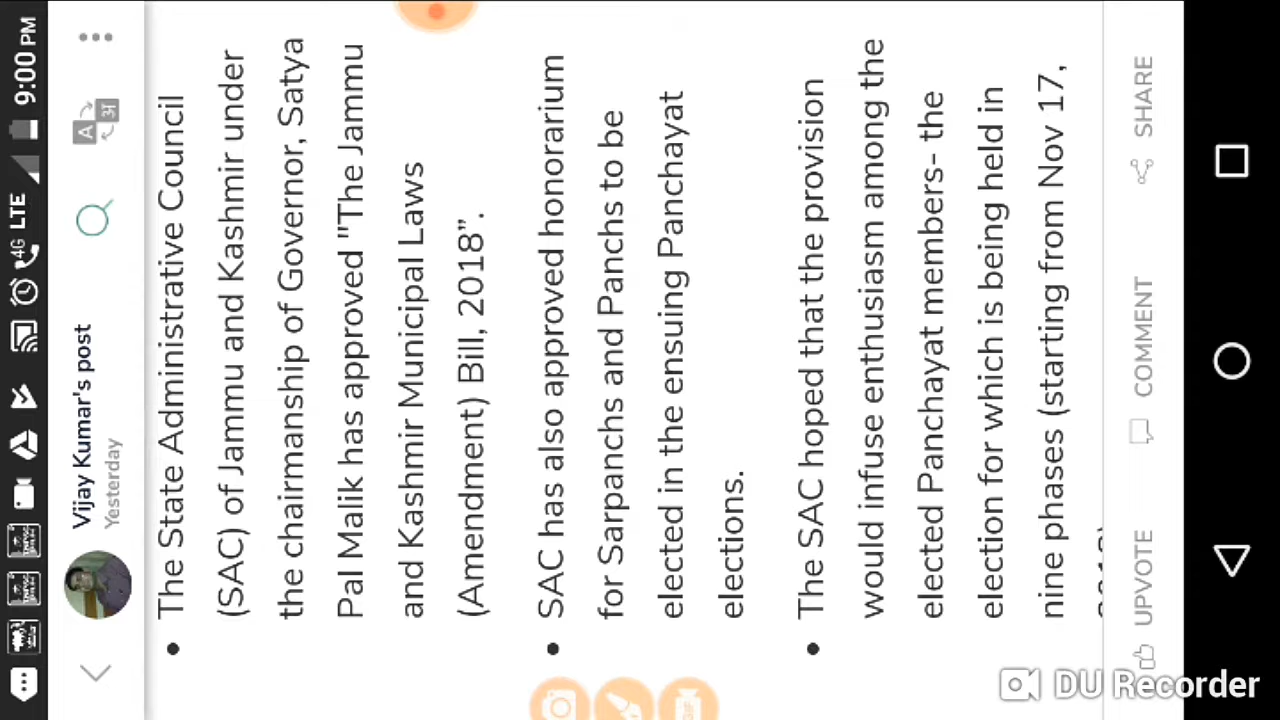 9:00 PM
4G LTE
Vijay Kumar's post
Yesterday
A अ
• The State Administrative Council
(SAC) of Jammu and Kashmir under
the chairmanship of Governor, Satya
Pal Malik has approved "The Jammu
and Kashmir Municipal Laws
(Amendment) Bill, 2018".
• SAC has also approved honorarium
for Sarpanchs and Panchs to be
elected in the ensuing Panchayat
elections.
• The SAC hoped that the provision
would infuse enthusiasm among the
elected Panchayat members- the
election for which is being held in
nine phases (starting from Nov 17,
UPVOTE
COMMENT
SHARE
GIF
DU Recorder